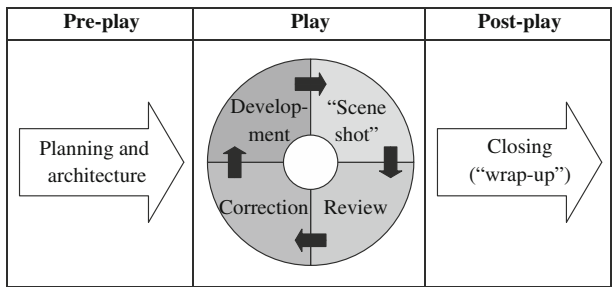 Pre-play
Play
Post-play
Planning and
architecture
Develop-
ment
“Scene
shot”
Correction
Review
Closing
(“wrap-up”)